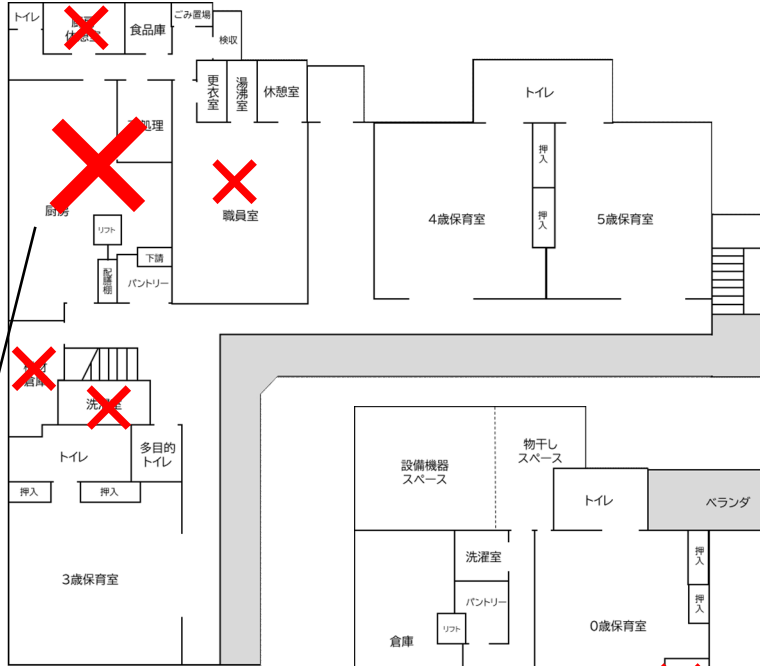 トイレ
休憩室
食品庫
ごみ置場
検収
更衣室
湯沸室
休憩室
トイレ
処理
押入
厨房
職員室
4歳保育室
押入
5歳保育室
リフト
下請
配膳棚
パントリー
倉庫
洗濯室
トイレ
多目的
トイレ
押入
押入
設備機器
スペース
物干し
スペース
トイレ
ベランダ
洗濯室
押入
3歳保育室
パントリー
押入
リフト
0歳保育室
倉庫